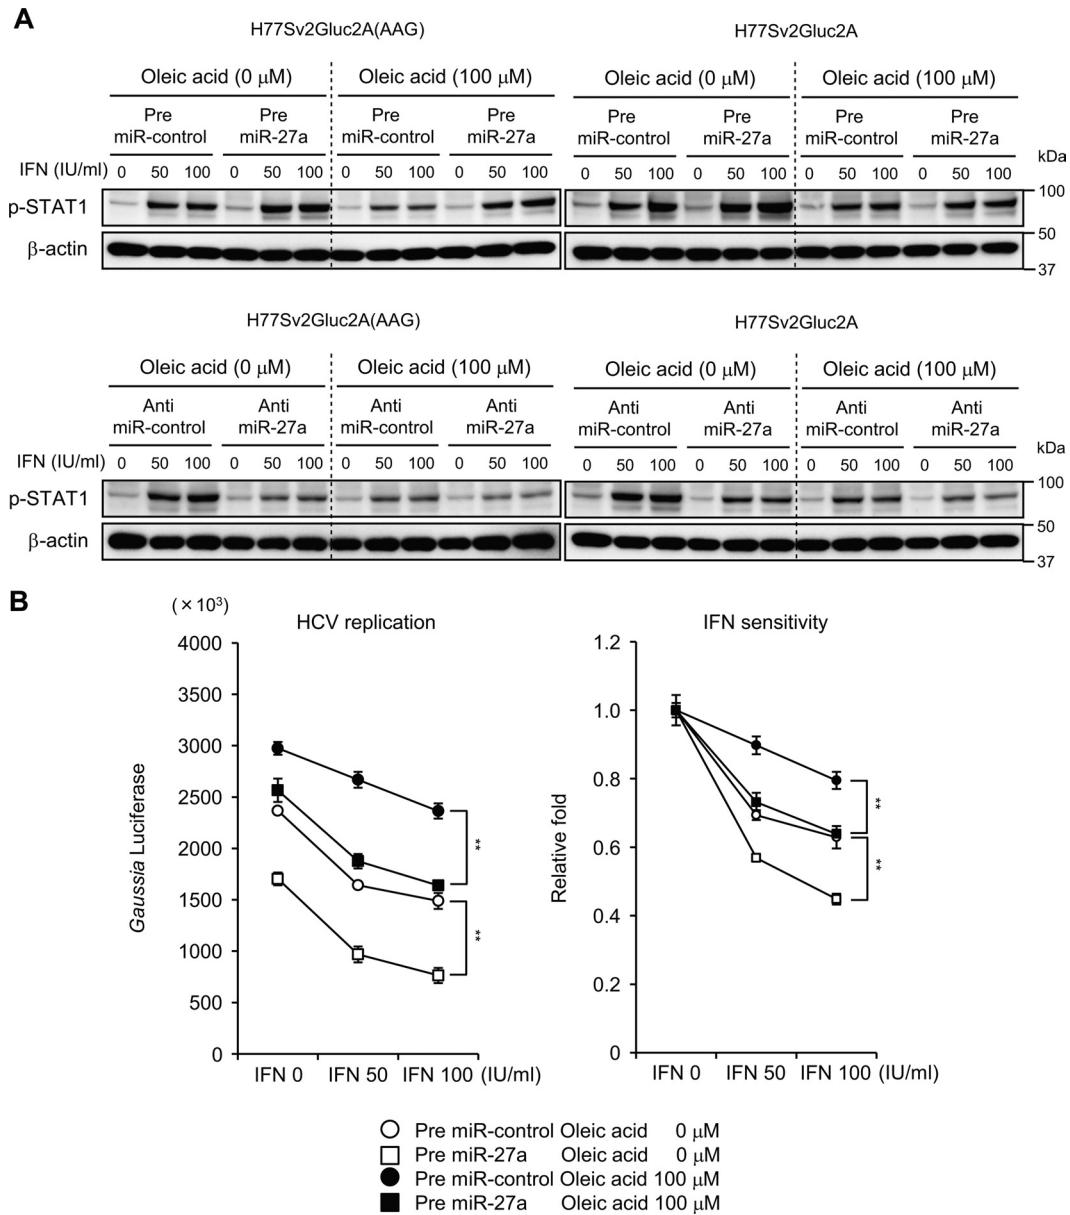 A
H77Sv2Gluc2A(AAG) H77Sv2Gluc2A
Oleic acid (0 μM) Oleic acid (100 μM) Oleic acid (0 μM) Oleic acid (100 μM)
Pre Pre Pre Pre Pre Pre Pre Pre
miR-control miR-27a miR-control miR-27a miR-control miR-27a miR-control miR-27a
kDa
IFN (IU/ml) 0 50 100 0 50 100 0 50 100 0 50 100 0 50 100 0 50 100 0 50 100 0 50 100
100
p-STAT1
50
β-actin
37
H77Sv2Gluc2A(AAG) H77Sv2Gluc2A
Oleic acid (0 μM) Oleic acid (100 μM) Oleic acid (0 μM) Oleic acid (100 μM)
Anti Anti Anti Anti Anti Anti Anti Anti
miR-control miR-27a miR-control miR-27a miR-control miR-27a miR-control miR-27a
kDa
IFN (IU/ml) 0 50 100 0 50 100 0 50 100 0 50 100 0 50 100 0 50 100 0 50 100 0 50 100
100
p-STAT1
50
β-actin
37
B
(×10³)
HCV replication
4000
3500
3000
2500
2000
1500
1000
500
0
Gaussia Luciferase
**
**
IFN 0 IFN 50 IFN 100 (IU/ml)
IFN sensitivity
1.2
1.0
0.8
0.6
0.4
0.2
0
Relative fold
**
**
IFN 0 IFN 50 IFN 100 (IU/ml)
Pre miR-control Oleic acid 0 μM
Pre miR-27a Oleic acid 0 μM
Pre miR-control Oleic acid 100 μM
Pre miR-27a Oleic acid 100 μM